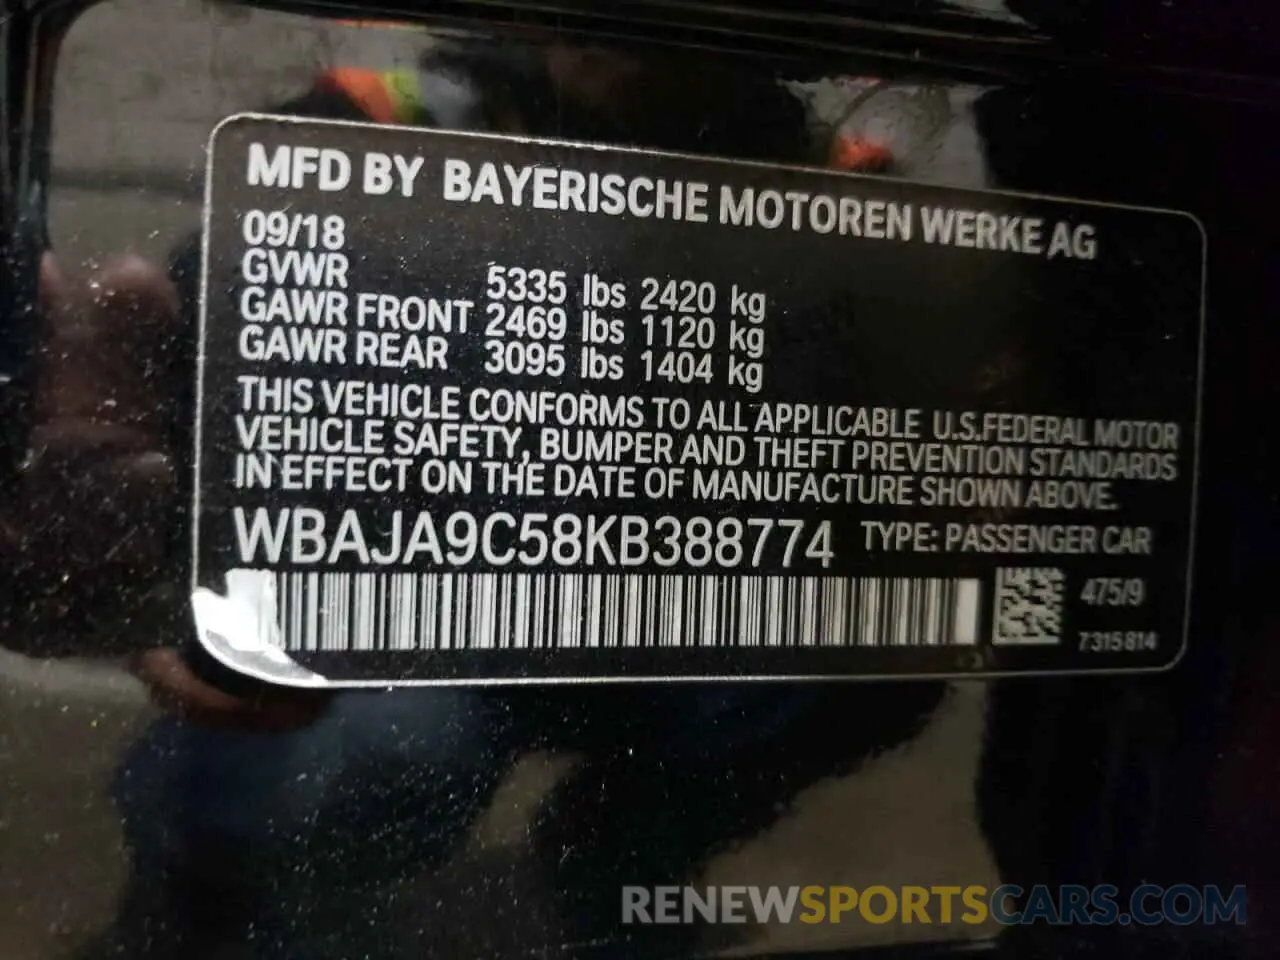 MFD BY BAYERISCHE MOTOREN WERKE AG
09/18
GVWR 5335 lbs 2420 kg
GAWR FRONT 2469 lbs 1120 kg
GAWR REAR 3095 lbs 1404 kg
THIS VEHICLE CONFORMS TO ALL APPLICABLE U.S.FEDERAL MOTOR
VEHICLE SAFETY, BUMPER AND THEFT PREVENTION STANDARDS
IN EFFECT ON THE DATE OF MANUFACTURE SHOWN ABOVE.
WBAJA9C58KB388774 TYPE: PASSENGER CAR
475/9
7315814
RENEWSPORTSCARS.COM